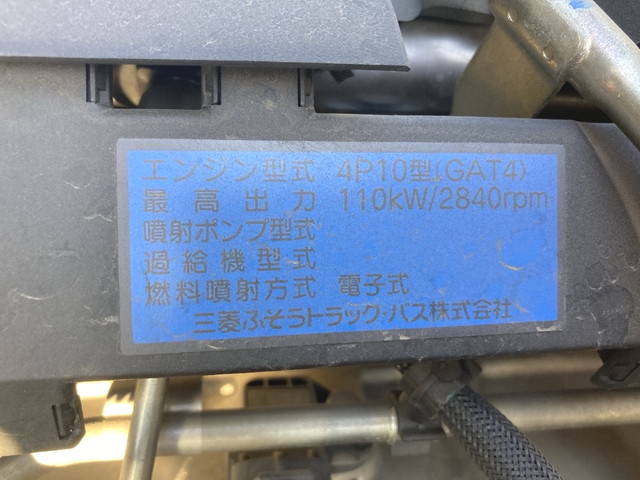 エンジン型式 4P10型(GAT4)
最高出力 110kW/2840rpm
噴射ポンプ型式
過給機型式
燃料噴射方式 電子式
三菱ふそうトラック・バス株式会社